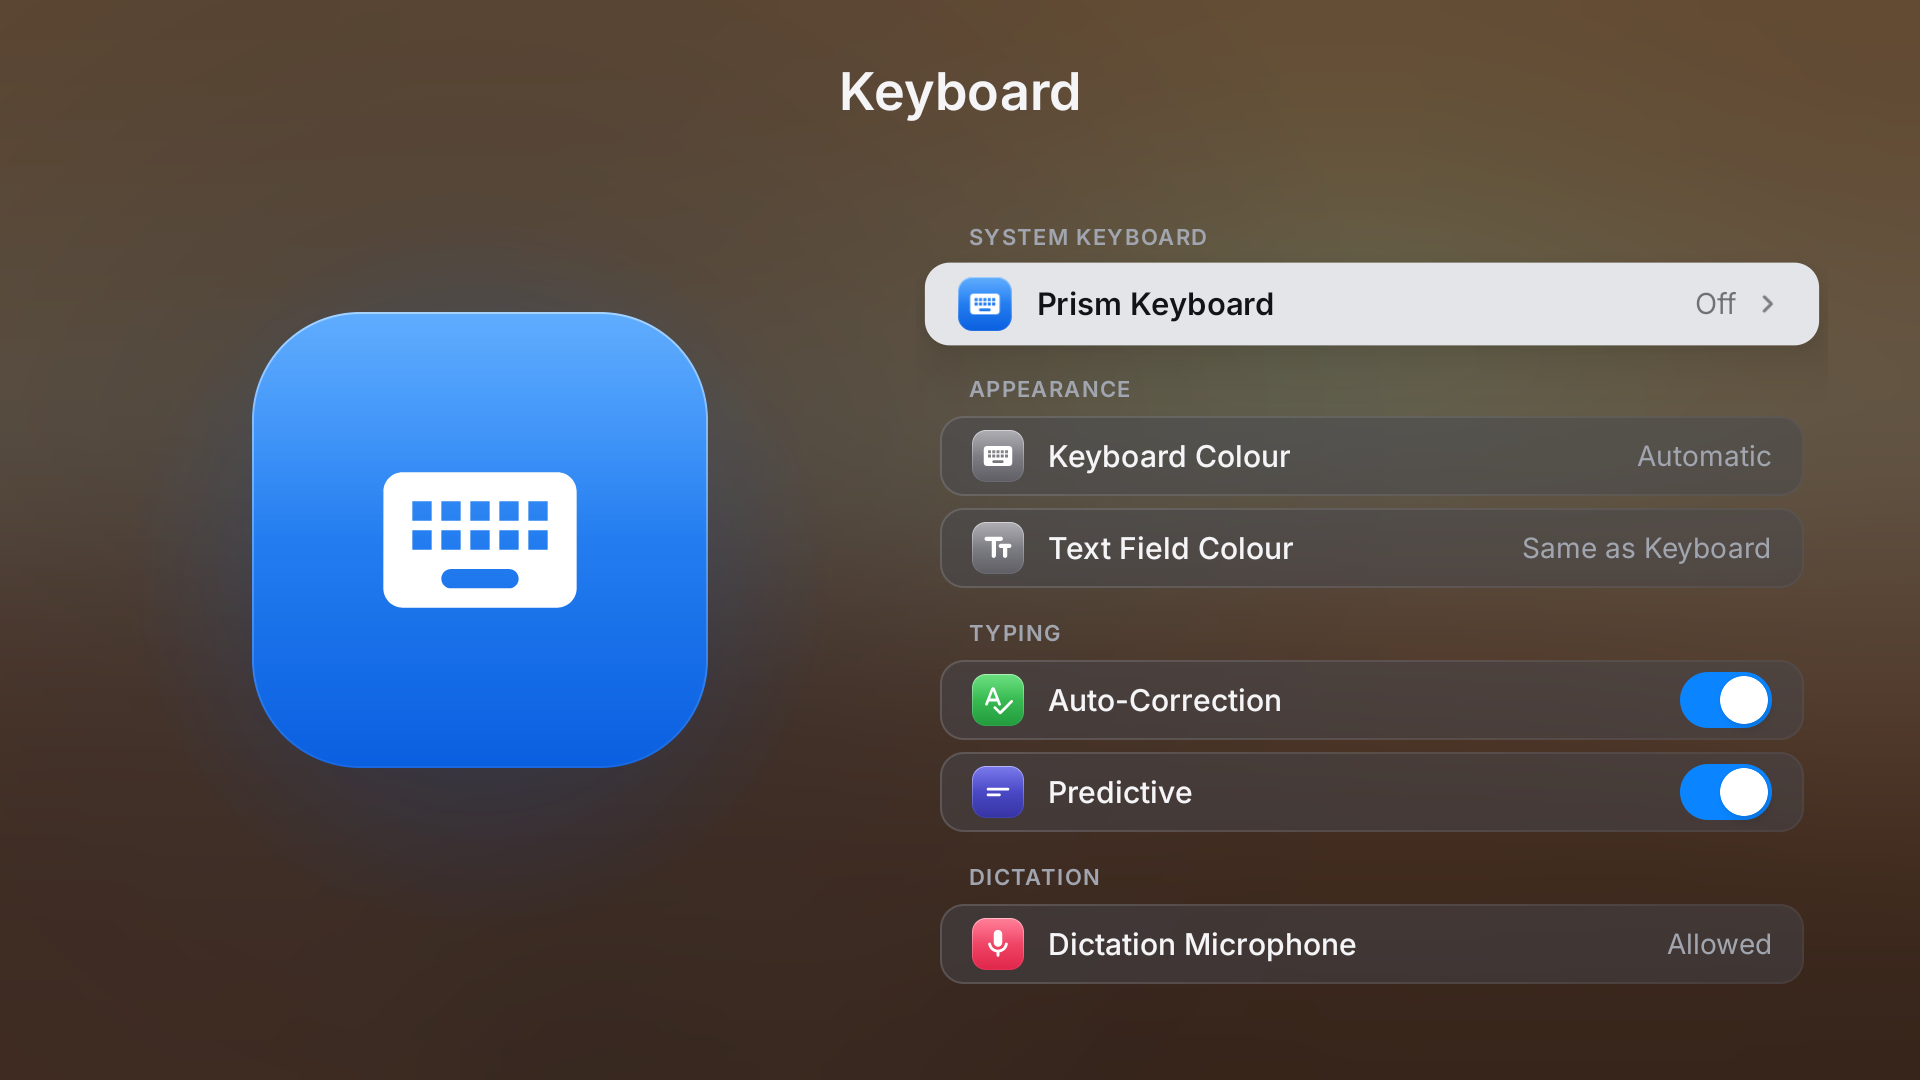 Keyboard
SYSTEM KEYBOARD
Prism Keyboard Off
APPEARANCE
Keyboard Colour Automatic
Text Field Colour Same as Keyboard
TYPING
Auto-Correction
Predictive
DICTATION
Dictation Microphone Allowed